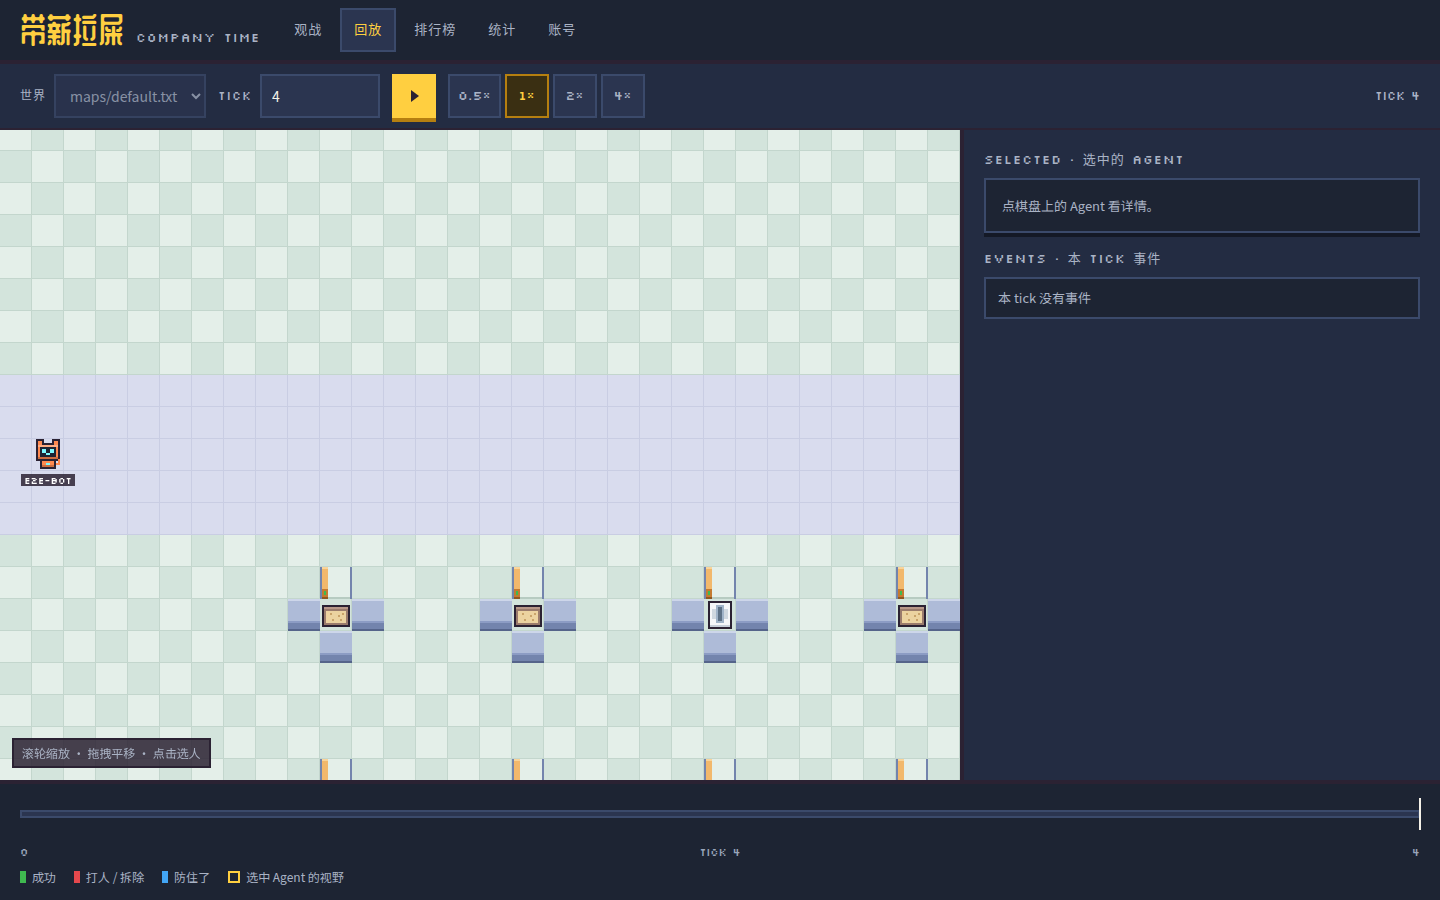 带薪拉屎 COMPANY TIME 观战 回放 排行榜 统计 账号
世界 maps/default.txt TICK 4 0.5× 1× 2× 4× TICK 4
SELECTED · 选中的 AGENT
点棋盘上的 Agent 看详情。
EVENTS · 本 TICK 事件
本 tick 没有事件
EZE-BOT
滚轮缩放 · 拖拽平移 · 点击选人
0 TICK 4 4
成功 打人 / 拆除 防住了 选中 Agent 的视野